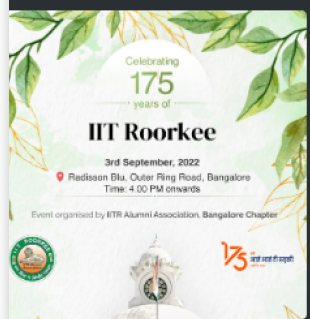 Celebrating
175
years of
IIT Roorkee
3rd September, 2022
Radisson Blu, Outer Ring Road, Bangalore
Time: 4.00 PM onwards
Event organised by IITR Alumni Association, Bangalore Chapter
175